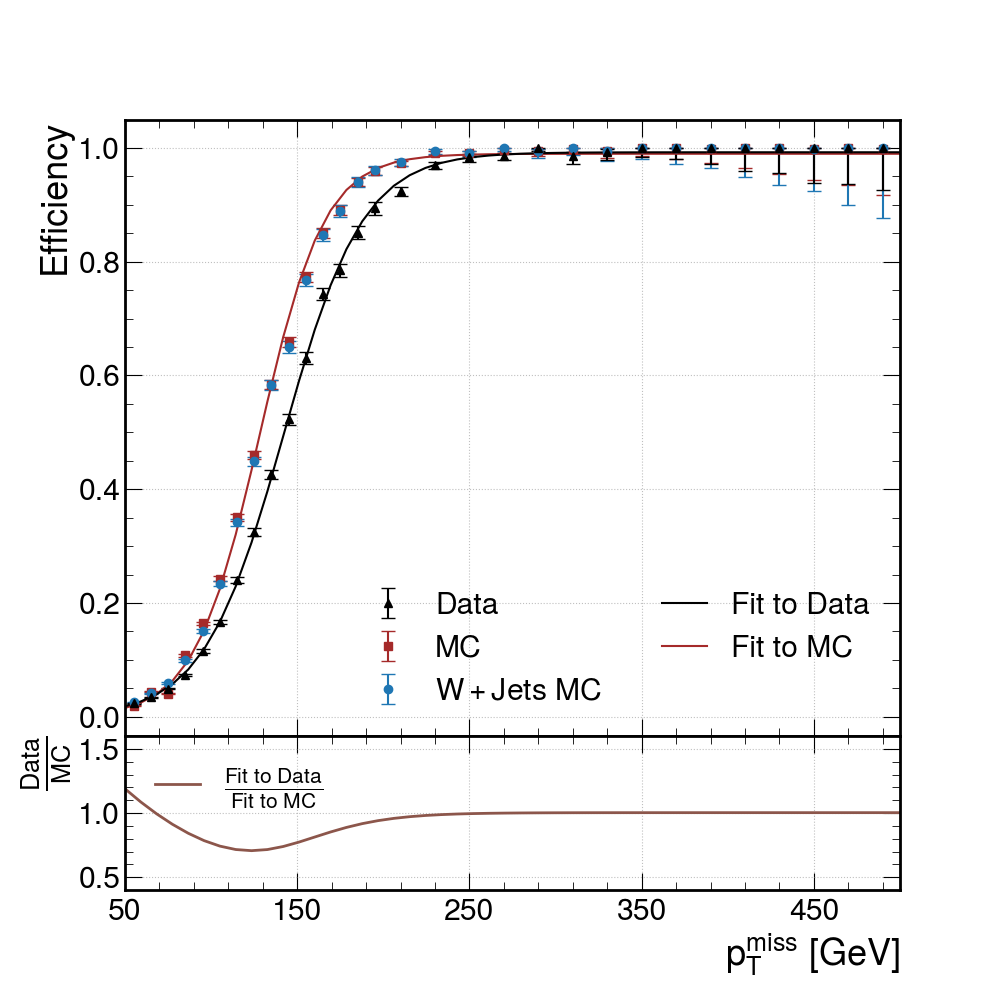 Efficiency
1.0
0.8
0.6
0.4
0.2
0.0
Data
MC
W + Jets MC
Fit to Data
Fit to MC
Data
MC
1.5
1.0
0.5
Fit to Data
Fit to MC
50 150 250 350 450
p_T^miss [GeV]